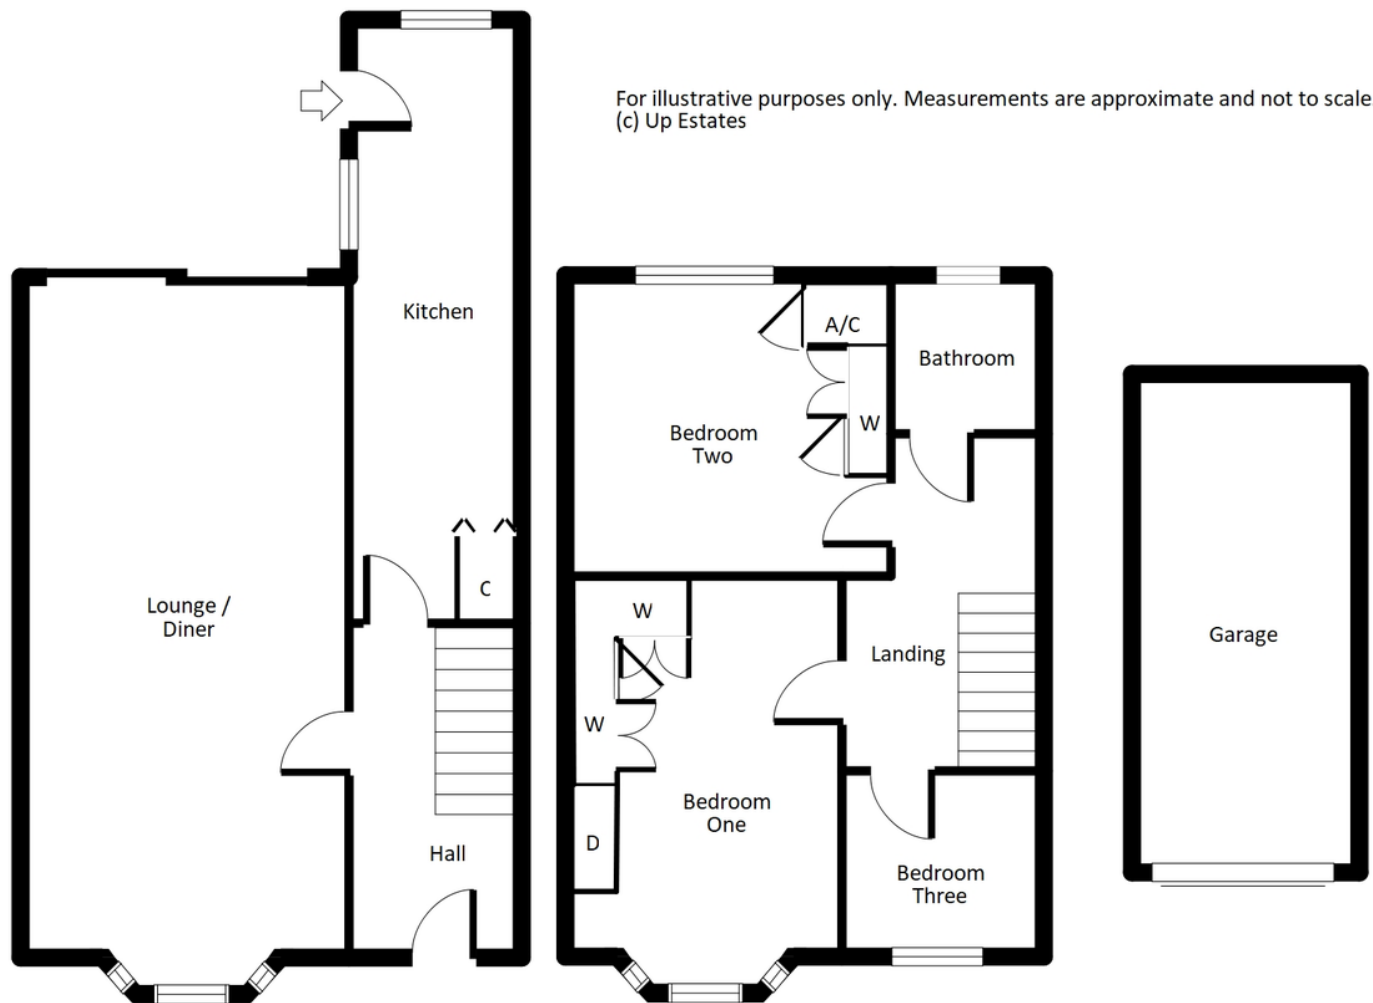 For illustrative purposes only. Measurements are approximate and not to scale
(c) Up Estates
Kitchen
C
Lounge /
Diner
Hall
A/C
Bathroom
W
Bedroom
Two
W
Landing
W
Bedroom
One
D
Bedroom
Three
Garage